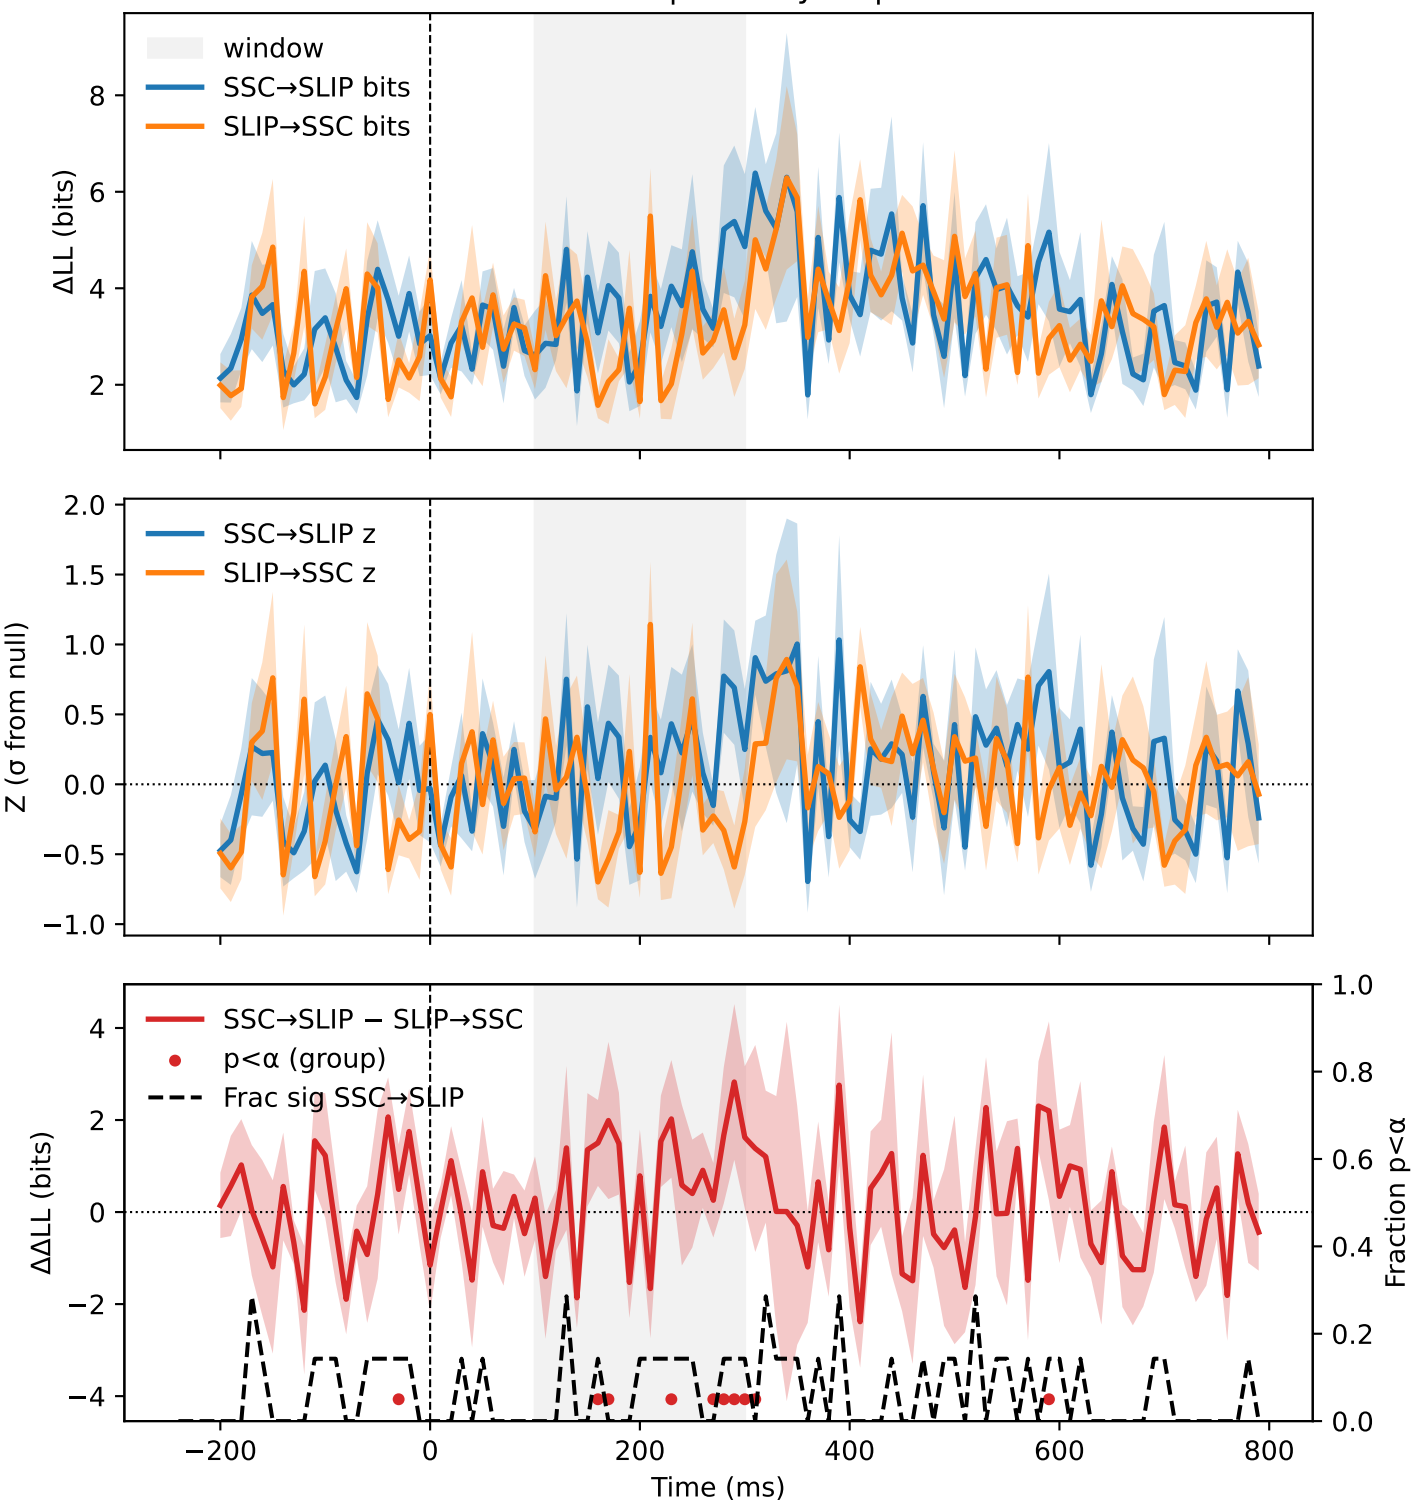 window
SSC→SLIP bits
SLIP→SSC bits
ΔLL (bits)
8
6
4
2
SSC→SLIP z
SLIP→SSC z
Z (σ from null)
2.0
1.5
1.0
0.5
0.0
−0.5
−1.0
SSC→SLIP − SLIP→SSC
p<α (group)
Frac sig SSC→SLIP
ΔΔLL (bits)
4
2
0
−2
−4
1.0
0.8
0.6
0.4
0.2
0.0
Fraction p<α
−200 0 200 400 600 800
Time (ms)